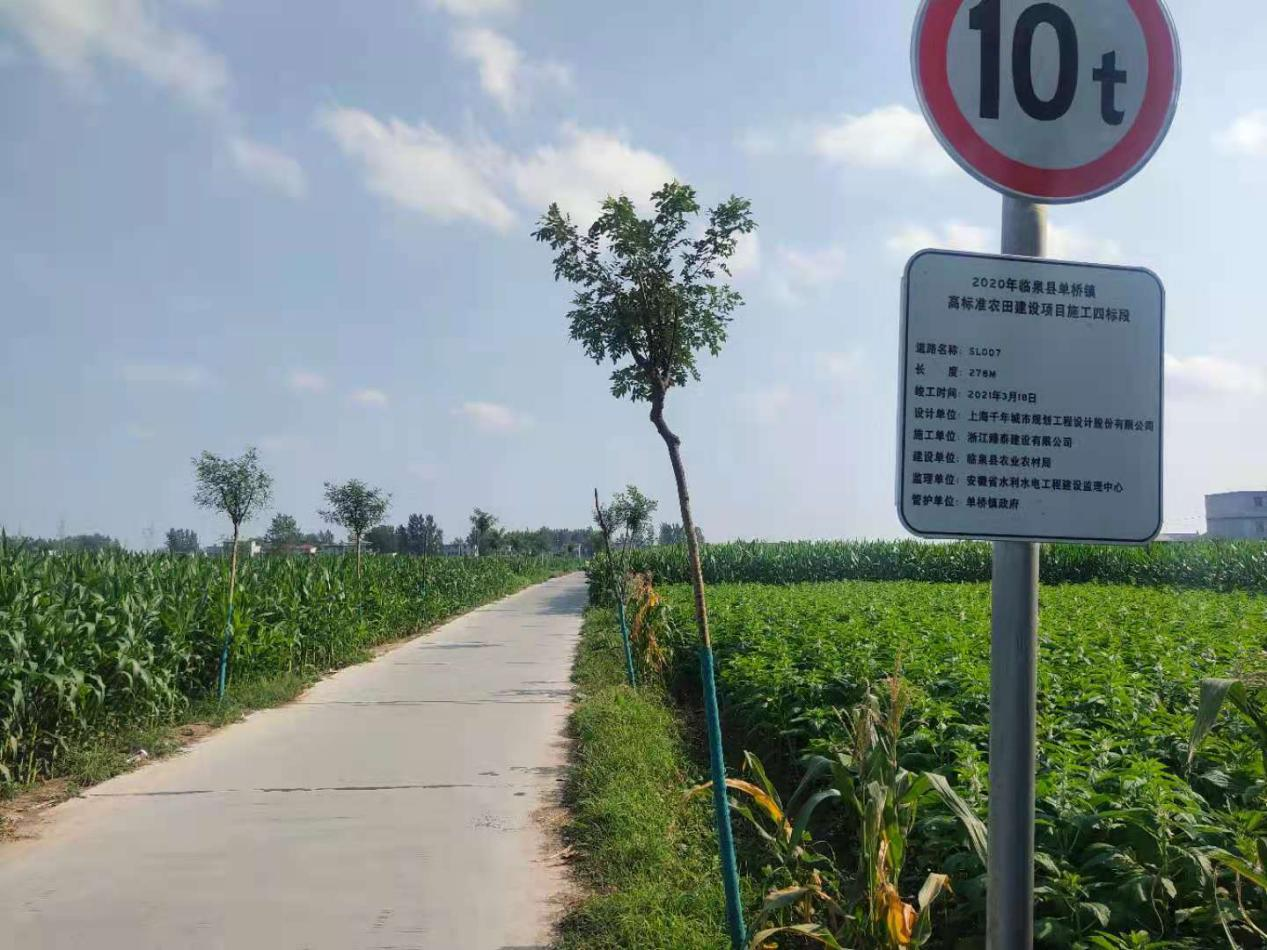 10t
2020年临泉县单桥镇
高标准农田建设项目施工四标段
道路名称：SL007
长　　度：276M
竣工时间：2021年3月18日
设计单位：上海千年城市规划工程设计股份有限公司
施工单位：浙江臻泰建设有限公司
建设单位：临泉县农业农村局
监理单位：安徽省水利水电工程建设监理中心
管护单位：单桥镇政府